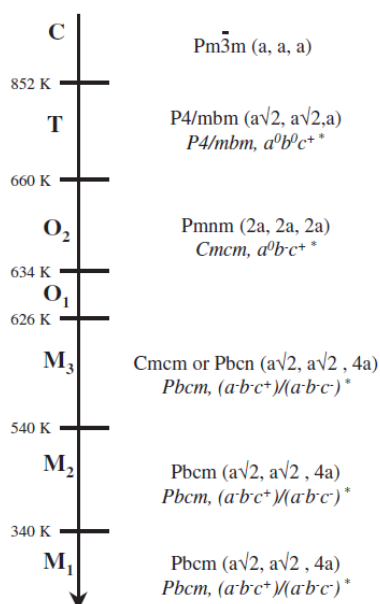 C
Pm3̄m (a, a, a)
852 K
T
P4/mbm (a√2, a√2,a)
P4/mbm, a⁰b⁰c⁺ *
660 K
O₂
Pmnm (2a, 2a, 2a)
Cmcm, a⁰b⁻c⁺ *
634 K
O₁
626 K
M₃
Cmcm or Pbcn (a√2, a√2 , 4a)
Pbcm, (a⁻b⁻c⁺)/(a⁻b⁻c⁻) *
540 K
M₂
Pbcm (a√2, a√2 , 4a)
Pbcm, (a⁻b⁻c⁺)/(a⁻b⁻c⁻) *
340 K
M₁
Pbcm (a√2, a√2 , 4a)
Pbcm, (a⁻b⁻c⁺)/(a⁻b⁻c⁻) *